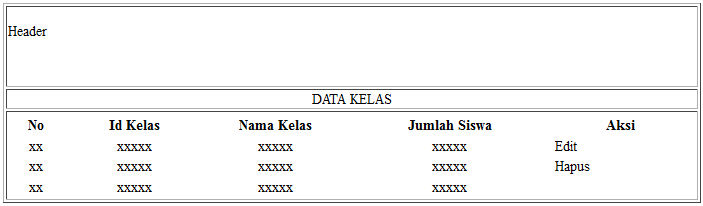 Header
DATA KELAS
No Id Kelas Nama Kelas Jumlah Siswa Aksi
xx xxxxx xxxxx xxxxx Edit
xx xxxxx xxxxx xxxxx Hapus
xx xxxxx xxxxx xxxxx